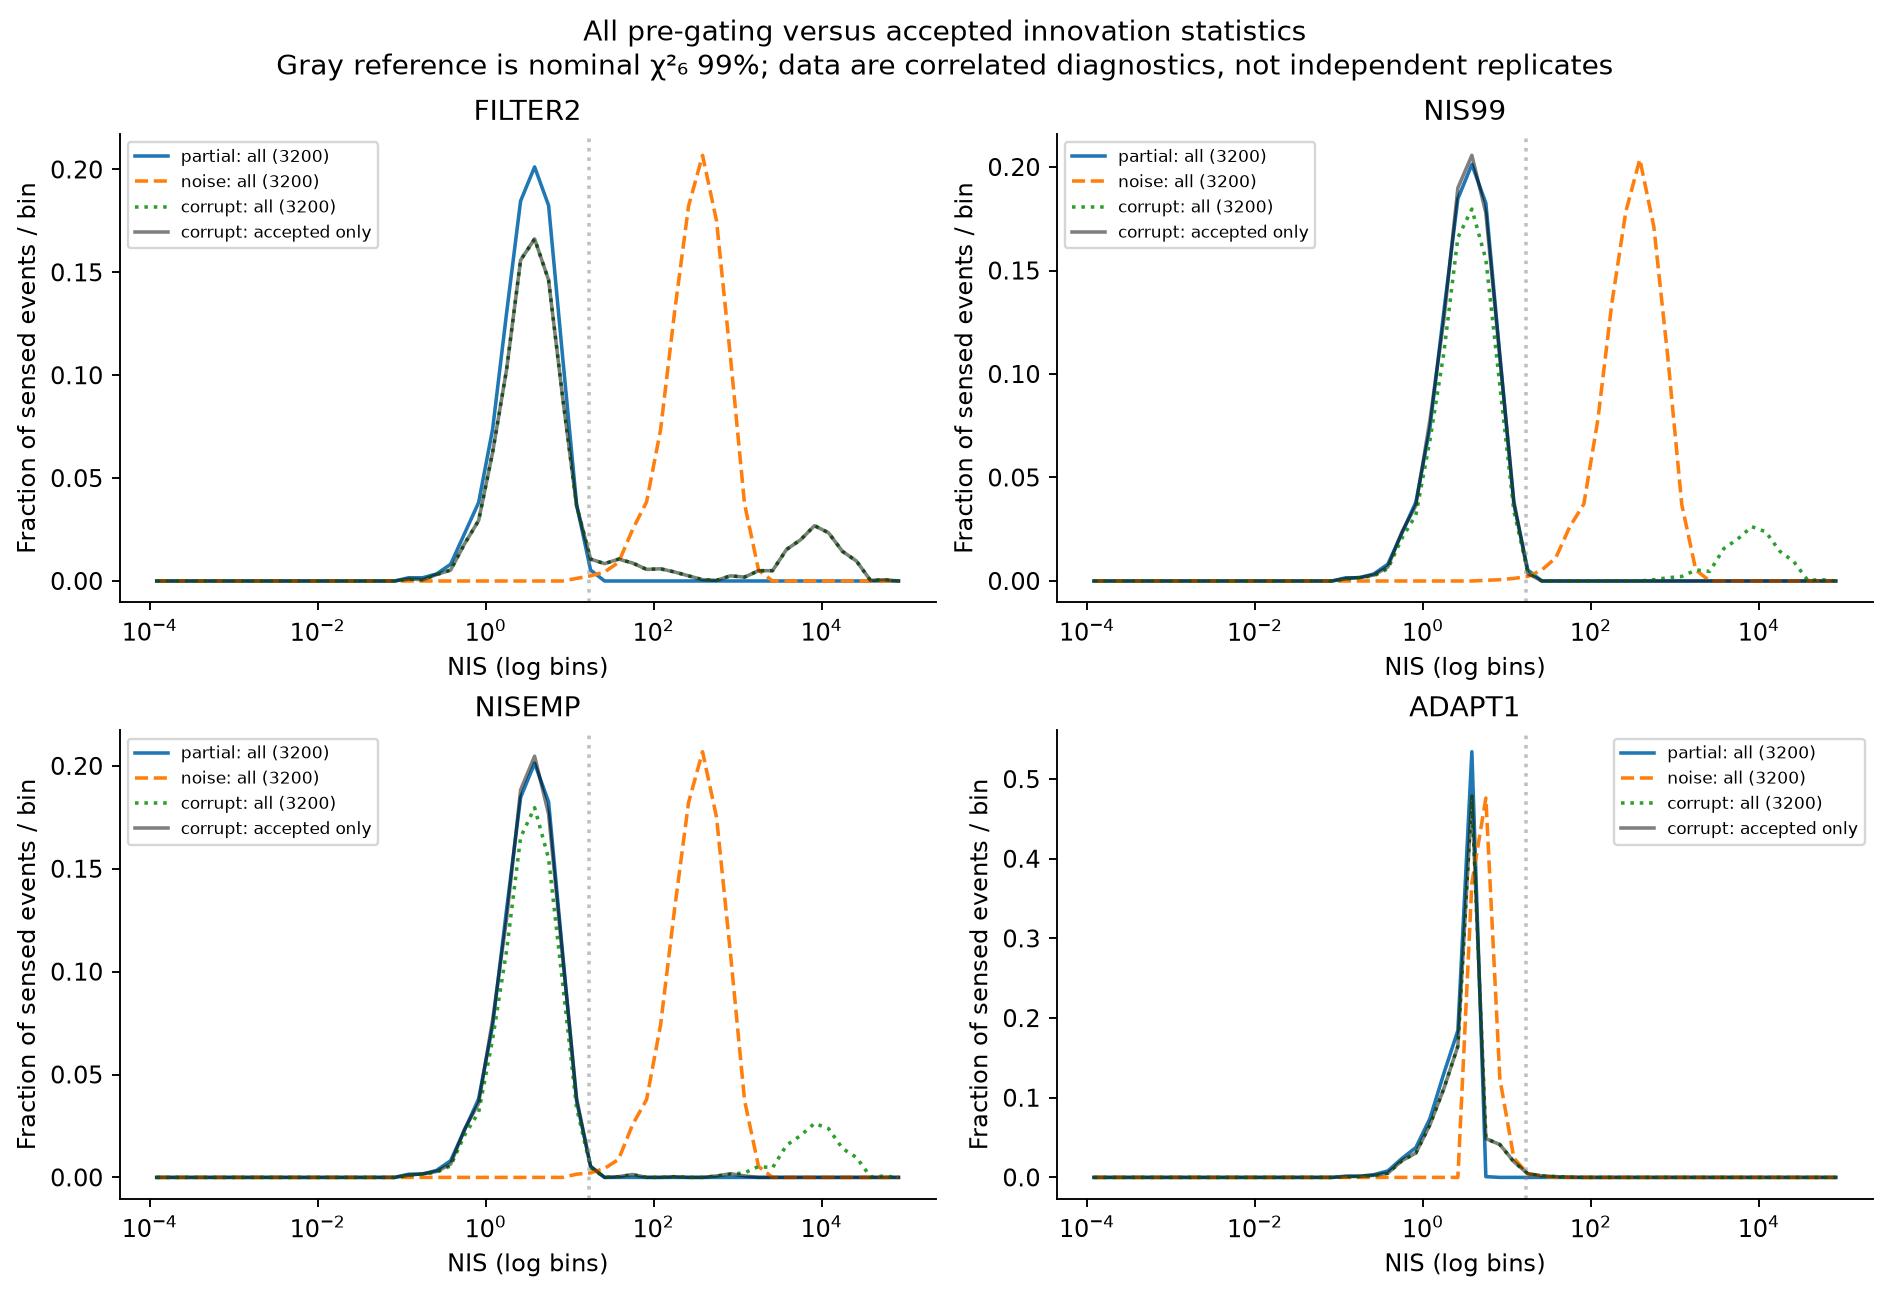 All pre-gating versus accepted innovation statistics
Gray reference is nominal χ²₆ 99%; data are correlated diagnostics, not independent replicates
FILTER2
partial: all (3200)
noise: all (3200)
corrupt: all (3200)
corrupt: accepted only
Fraction of sensed events / bin
0.20
0.15
0.10
0.05
0.00
10⁻⁴ 10⁻² 10⁰ 10² 10⁴
NIS (log bins)
NIS99
partial: all (3200)
noise: all (3200)
corrupt: all (3200)
corrupt: accepted only
Fraction of sensed events / bin
0.20
0.15
0.10
0.05
0.00
10⁻⁴ 10⁻² 10⁰ 10² 10⁴
NIS (log bins)
NISEMP
partial: all (3200)
noise: all (3200)
corrupt: all (3200)
corrupt: accepted only
Fraction of sensed events / bin
0.20
0.15
0.10
0.05
0.00
10⁻⁴ 10⁻² 10⁰ 10² 10⁴
NIS (log bins)
ADAPT1
partial: all (3200)
noise: all (3200)
corrupt: all (3200)
corrupt: accepted only
Fraction of sensed events / bin
0.5
0.4
0.3
0.2
0.1
0.0
10⁻⁴ 10⁻² 10⁰ 10² 10⁴
NIS (log bins)